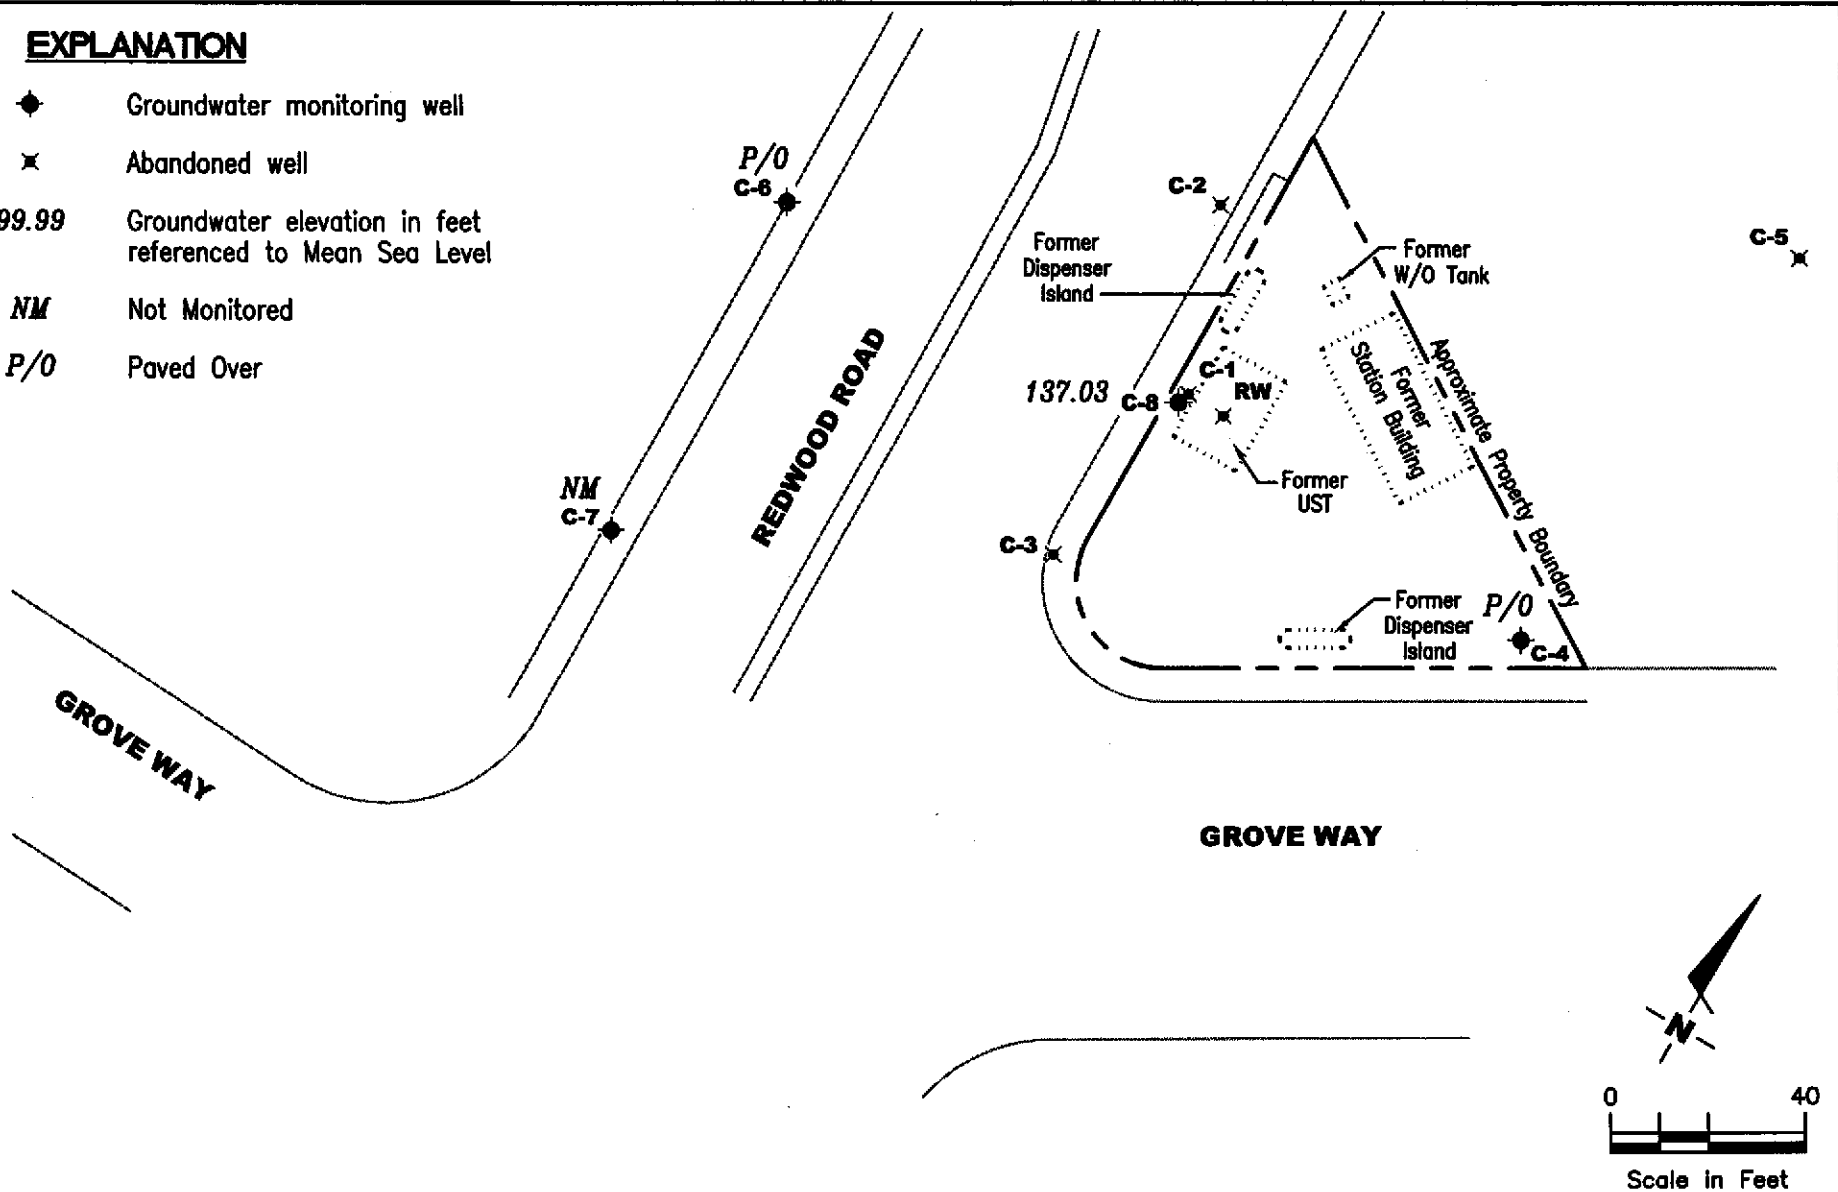 EXPLANATION
Groundwater monitoring well
Abandoned well
99.99 Groundwater elevation in feet
referenced to Mean Sea Level
NM Not Monitored
P/O Paved Over
P/O
C-6
NM
C-7
REDWOOD ROAD
GROVE WAY
C-2
Former
Dispenser
Island
Former
W/O Tank
C-5
137.03
C-8
C-1
RW
Former
UST
Former
Station Building
Approximate Property Boundary
C-3
Former
Dispenser
Island
P/O
C-4
GROVE WAY
N
0 40
Scale in Feet